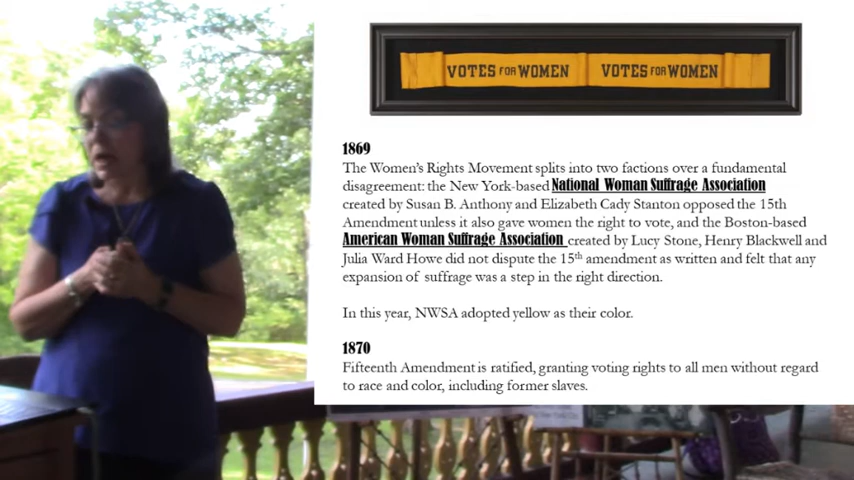 VOTES FOR WOMEN VOTES FOR WOMEN
1869
The Women's Rights Movement splits into two factions over a fundamental
disagreement: the New York-based National Woman Suffrage Association
created by Susan B. Anthony and Elizabeth Cady Stanton opposed the 15th
Amendment unless it also gave women the right to vote, and the Boston-based
American Woman Suffrage Association created by Lucy Stone, Henry Blackwell and
Julia Ward Howe did not dispute the 15th amendment as written and felt that any
expansion of suffrage was a step in the right direction.
In this year, NWSA adopted yellow as their color.
1870
Fifteenth Amendment is ratified, granting voting rights to all men without regard
to race and color, including former slaves.